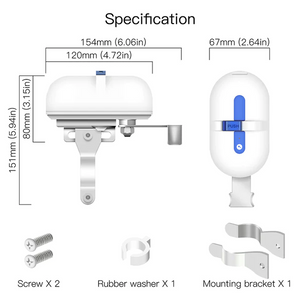 Specification
154mm (6.06in)
120mm (4.72in)
67mm (2.64in)
151mm (5.94in)
80mm (3.15in)
PUSH
Screw X 2
Rubber washer X 1
Mounting bracket X 1